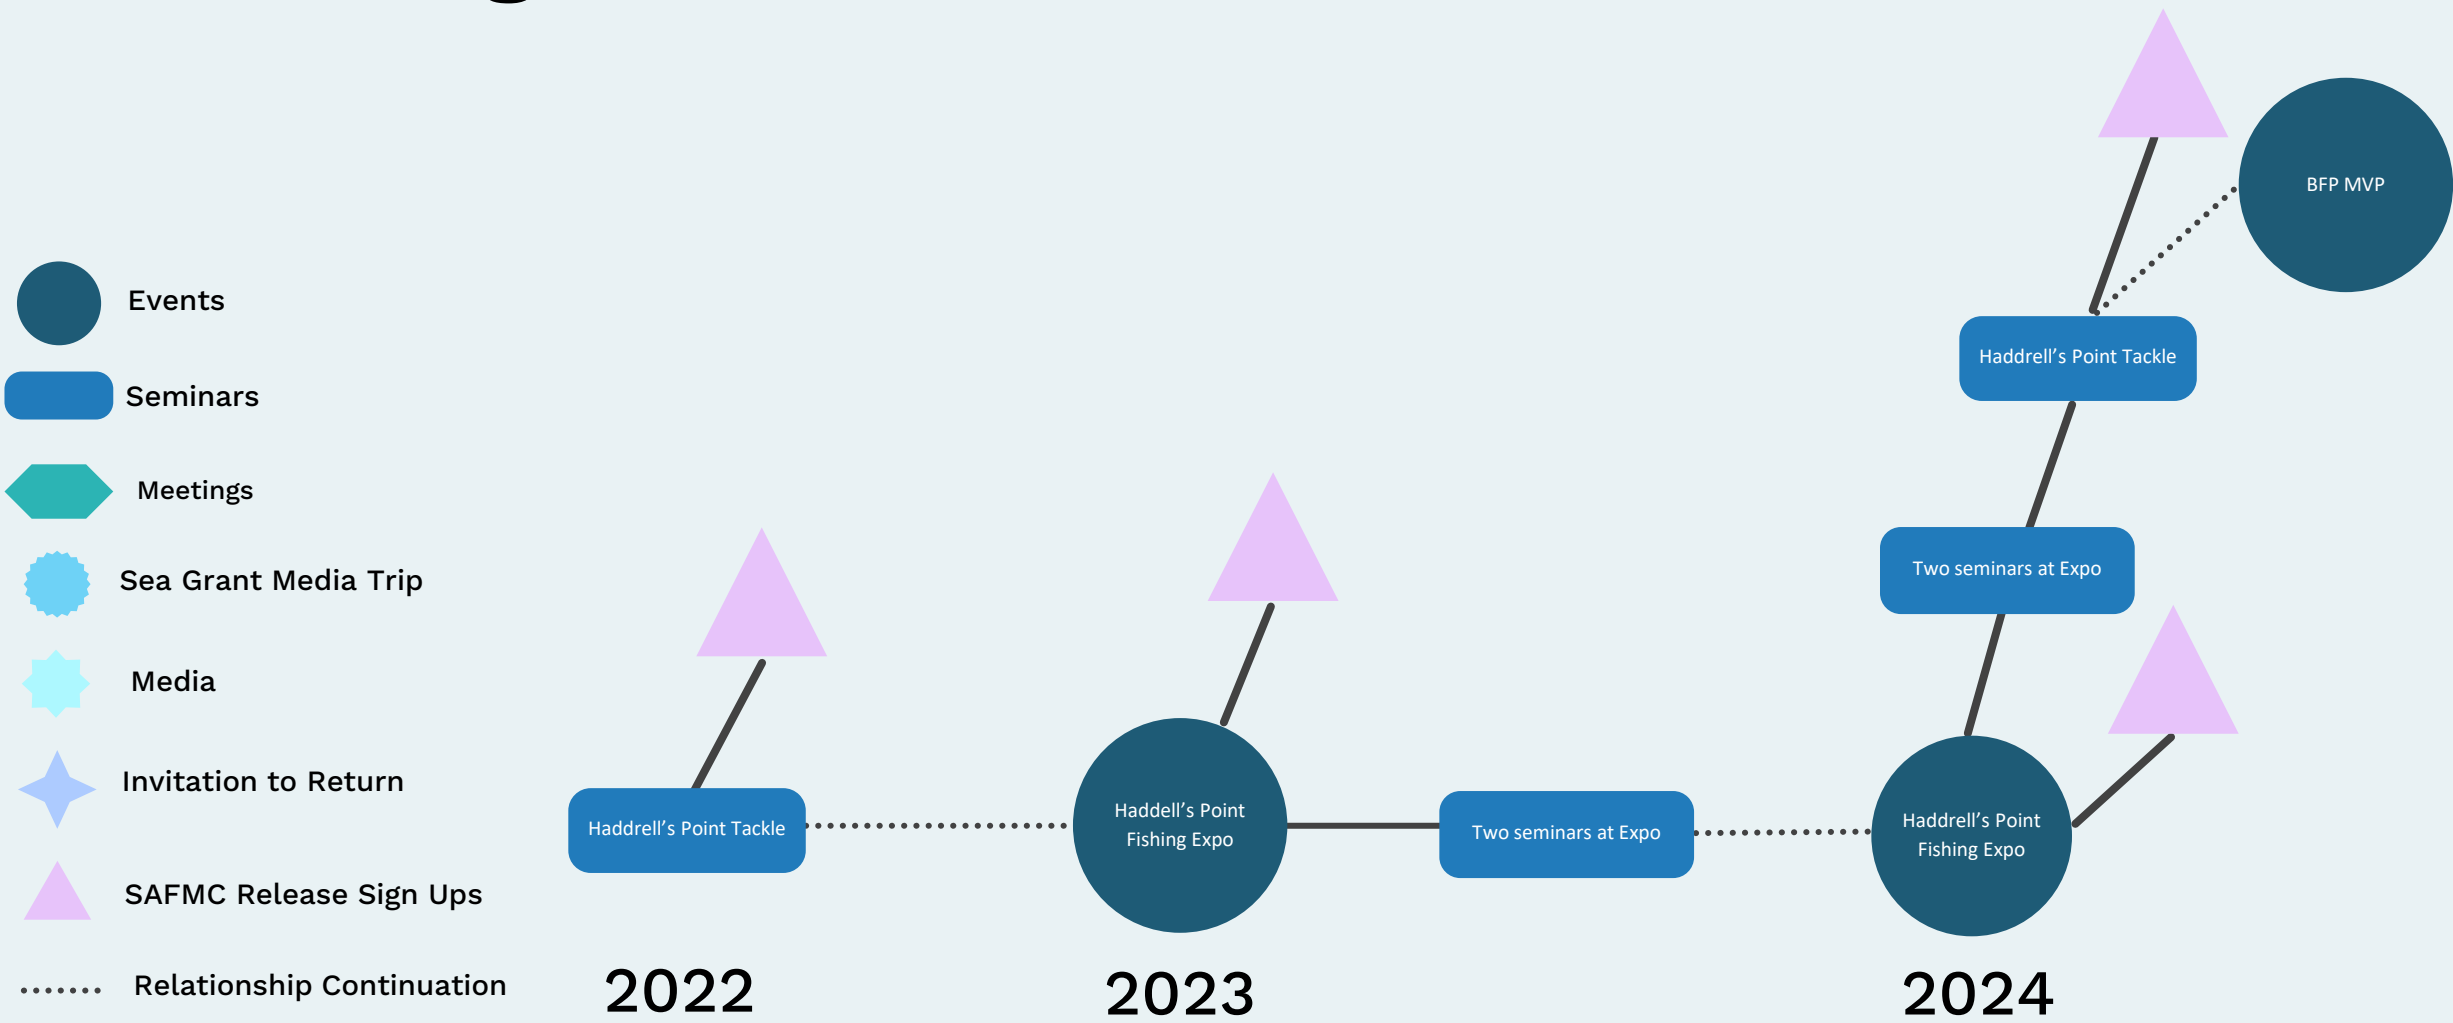 Events
Seminars
Meetings
Sea Grant Media Trip
Media
Invitation to Return
SAFMC Release Sign Ups
Relationship Continuation
Haddrell’s Point Tackle
2022
Haddell’s Point
Fishing Expo
Two seminars at Expo
2023
BFP MVP
Haddrell’s Point Tackle
Two seminars at Expo
Haddrell’s Point
Fishing Expo
2024